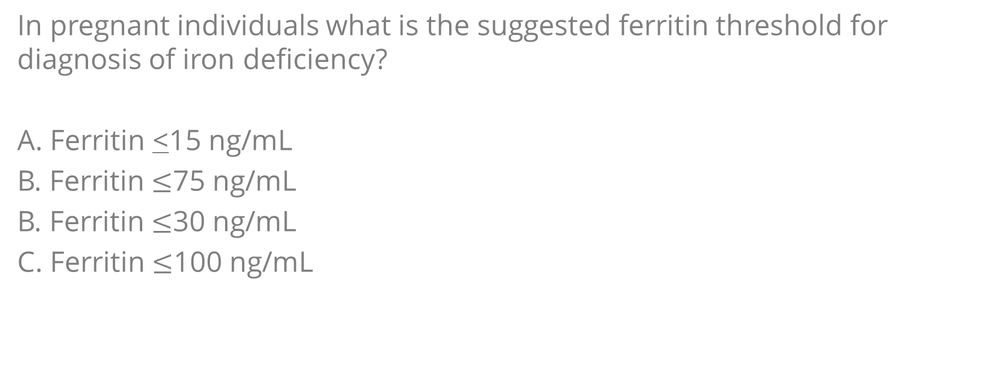 In pregnant individuals what is the suggested ferritin threshold for
diagnosis of iron deficiency?
A. Ferritin ≤15 ng/mL
B. Ferritin ≤75 ng/mL
B. Ferritin ≤30 ng/mL
C. Ferritin ≤100 ng/mL